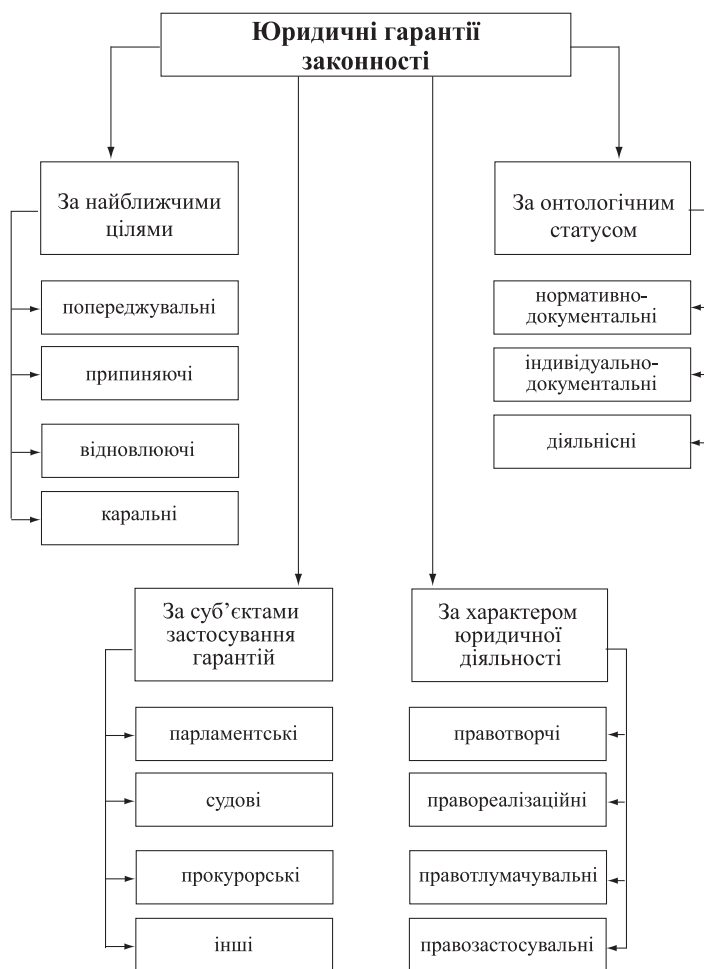 Юридичні гарантії
законності
За найближчими
цілями
попереджувальні
припиняючі
відновлюючі
каральні
За онтологічним
статусом
нормативно-
документальні
індивідуально-
документальні
діяльнісні
За суб’єктами
застосування
гарантій
парламентські
судові
прокурорські
інші
За характером
юридичної
діяльності
правотворчі
правореалізаційні
правотлумачувальні
правозастосувальні